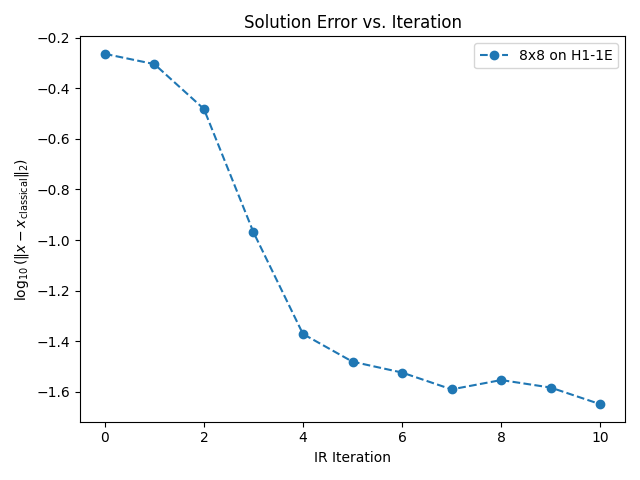 Solution Error vs. Iteration
8x8 on H1-1E
−0.2
−0.4
−0.6
−0.8
−1.0
−1.2
−1.4
−1.6
log₁₀(‖x − x_classical‖₂)
0 2 4 6 8 10
IR Iteration